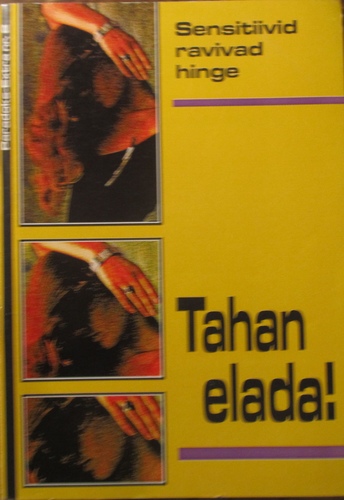 Sensitiivid
ravivad
hinge
Tahan
elada!